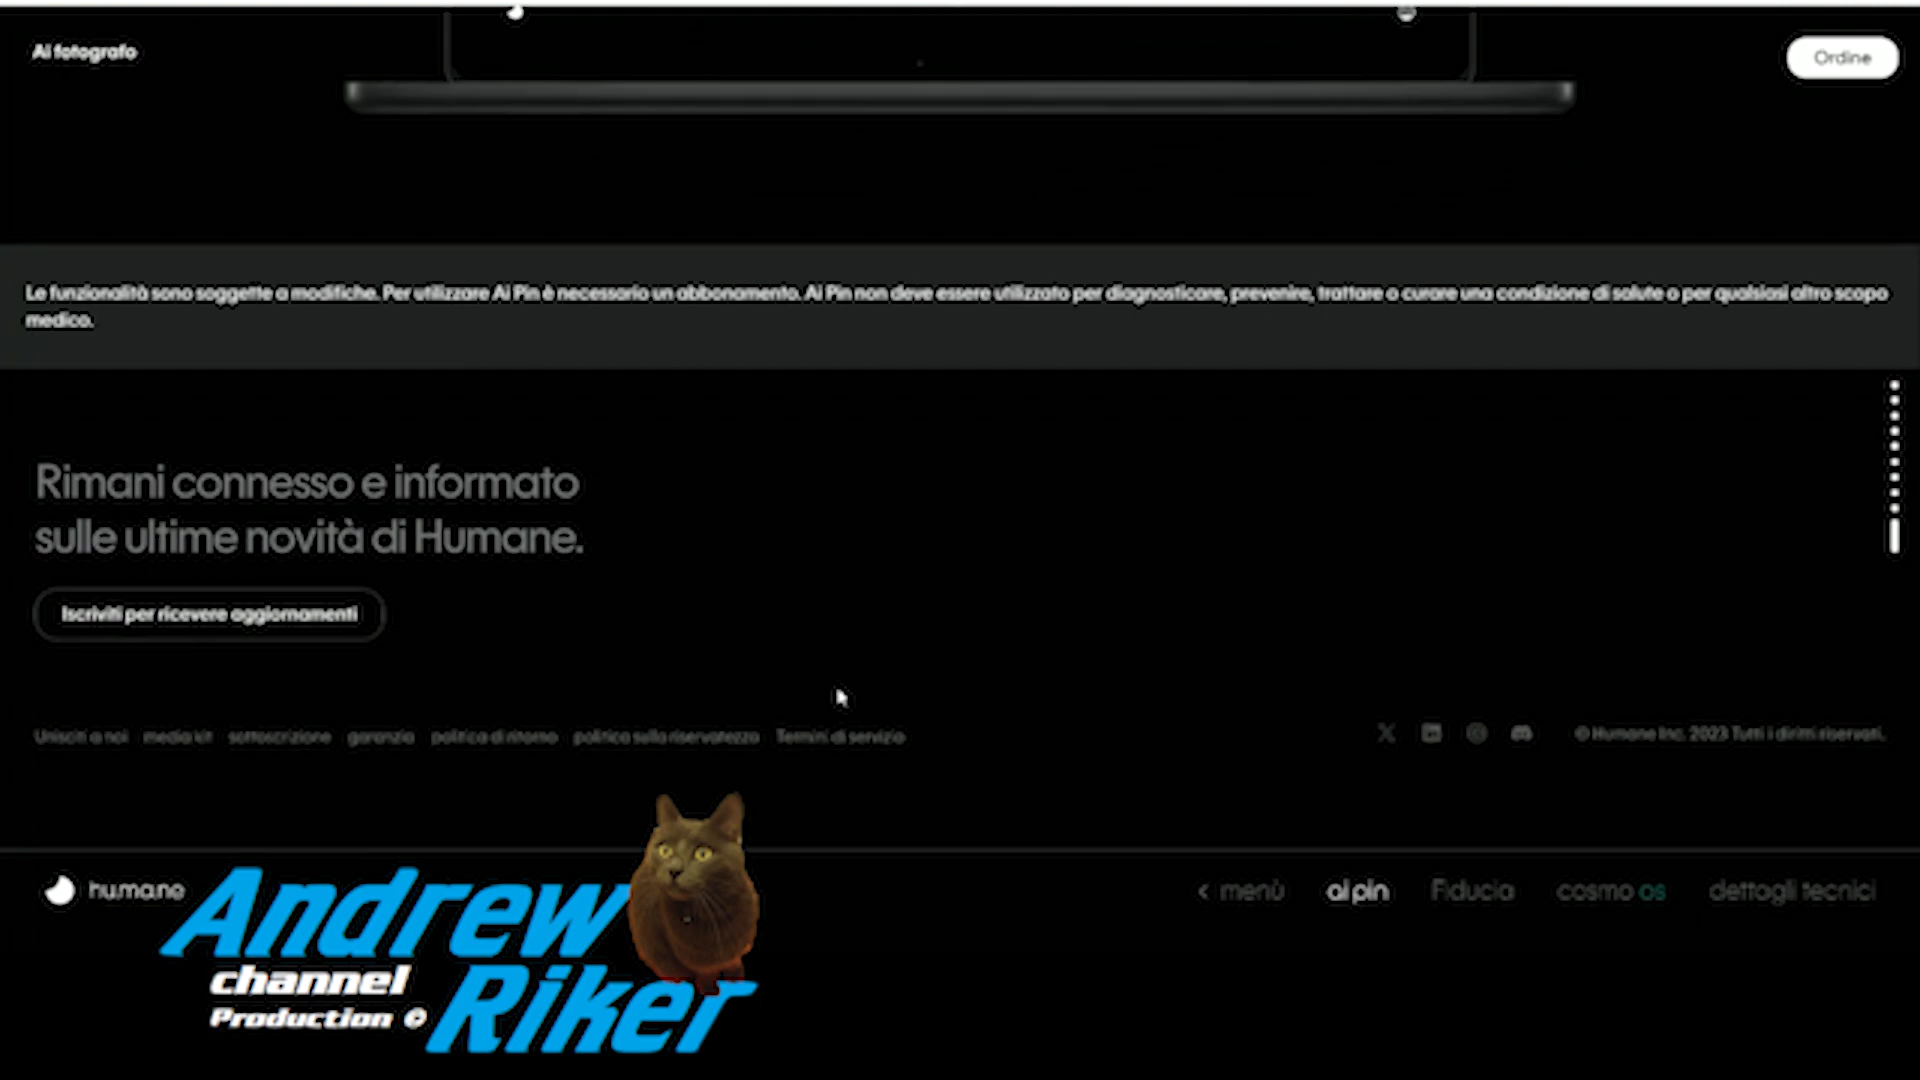 Ai fotografo
Ordine
Le funzionalità sono soggette a modifiche. Per utilizzare Ai Pin è necessario un abbonamento. Ai Pin non deve essere utilizzato per diagnosticare, prevenire, trattare o curare una condizione di salute o per qualsiasi altro scopo
medico.
Rimani connesso e informato
sulle ultime novità di Humane.
Iscriviti per ricevere aggiornamenti
Unisciti a noi media kit sottoscrizione garanzia politica di ritorno politica sulla riservatezza Termini di servizio
© Humane Inc. 2023 Tutti i diritti riservati.
humane
< menù ai pin Fiducia cosmo os dettagli tecnici
Andrew
channel
Riker
Production ©